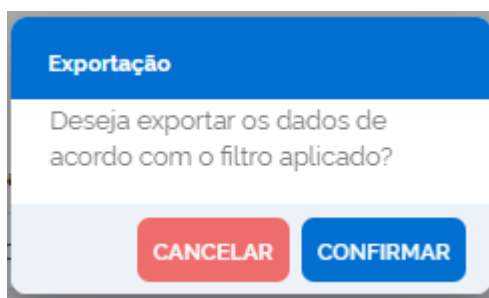 Exportação
Deseja exportar os dados de
acordo com o filtro aplicado?
CANCELAR CONFIRMAR